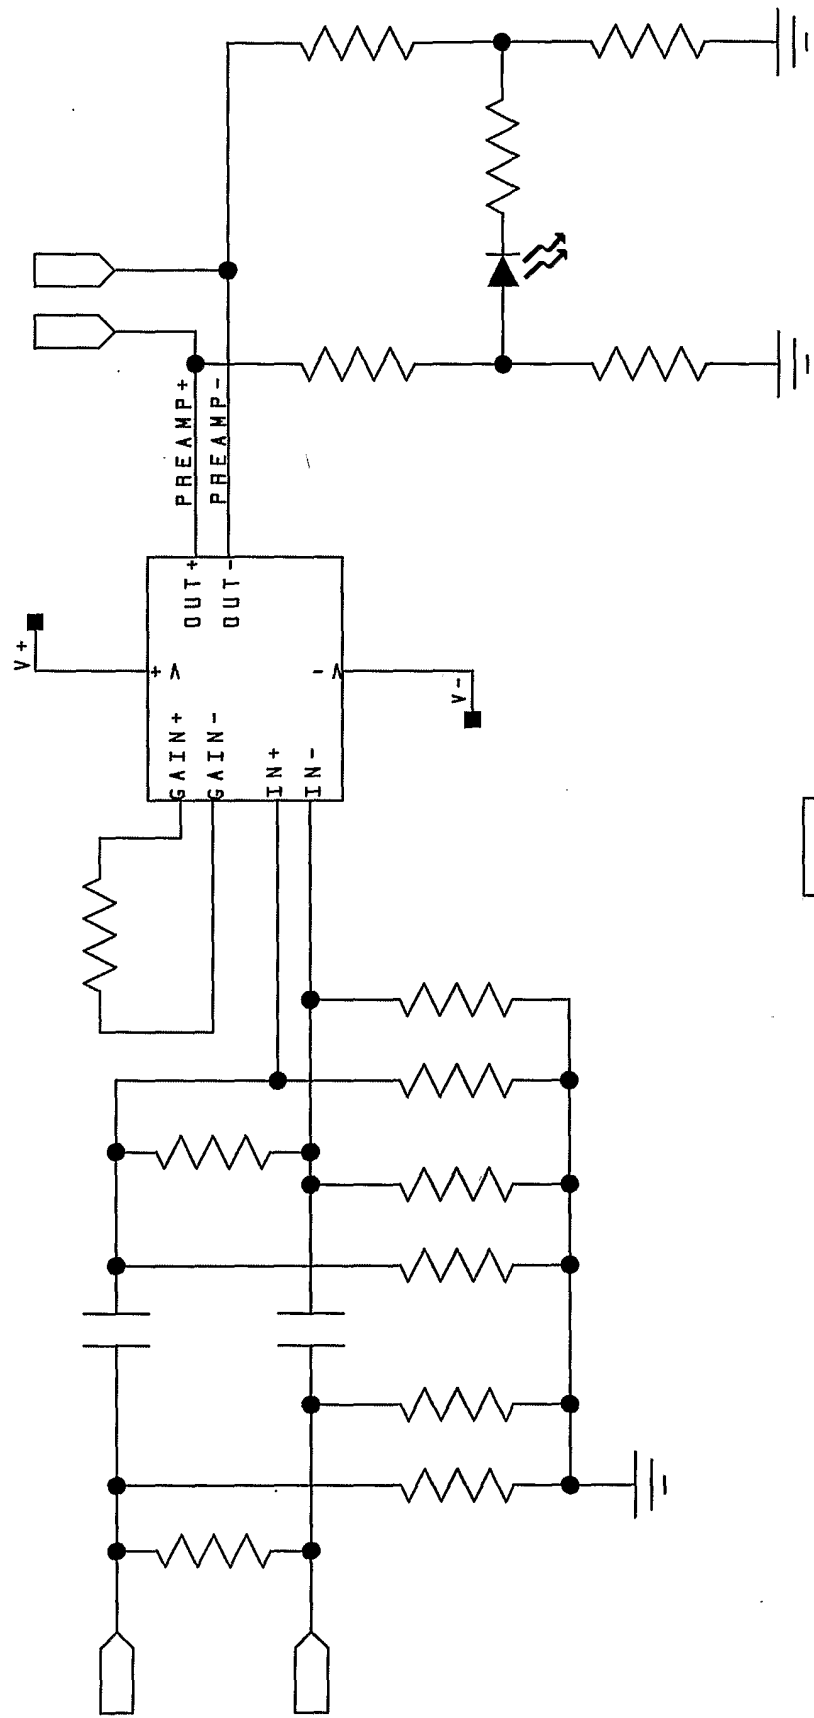 PREAMP+
PREAMP-
OUT+
OUT-
V+
+V
-V
V-
GAIN+
GAIN-
IN+
IN-